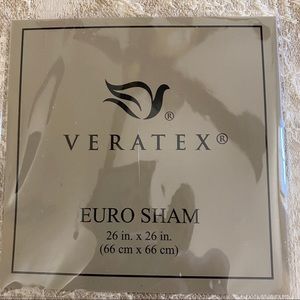 ®
VERATEX®
EURO SHAM
26 in. x 26 in.
(66 cm x 66 cm)